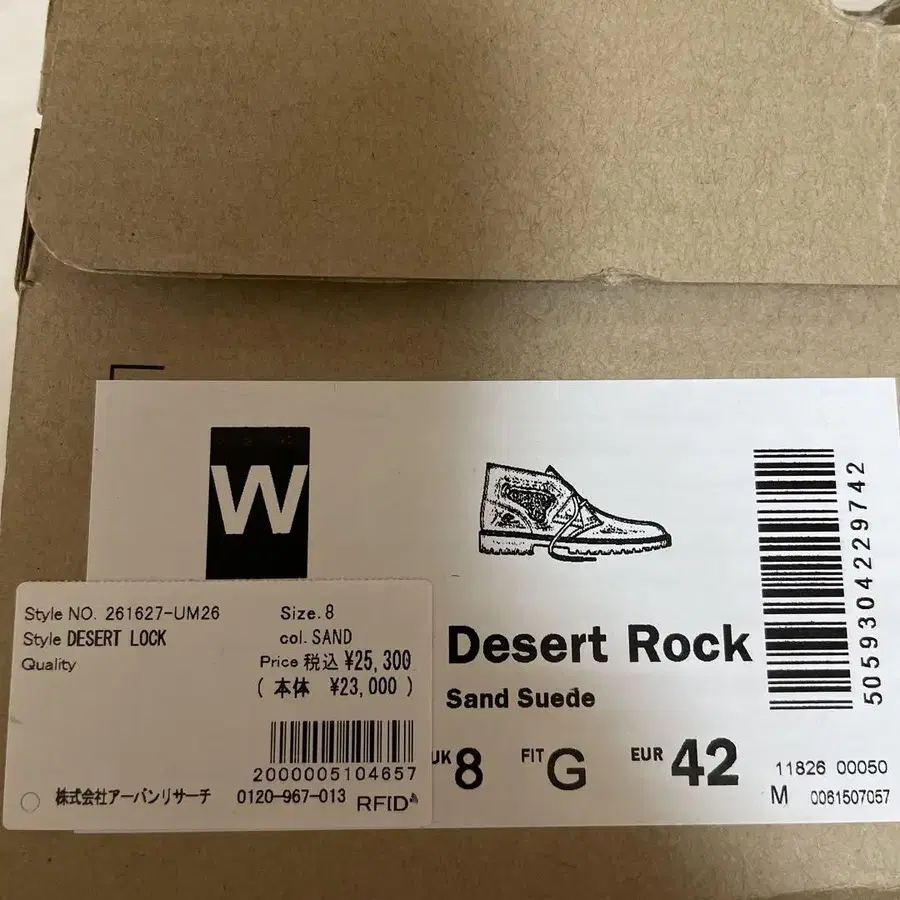 W
Desert Rock
Sand Suede
UK 8 FIT G EUR 42
5059304229742
11826 00050
M 0061507057
Style NO. 261627-UM26 Size.8
Style DESERT LOCK col.SAND
Quality Price 税込 ¥25,300
( 本体 ¥23,000 )
2000005104657
株式会社アーバンリサーチ 0120-967-013 RFID